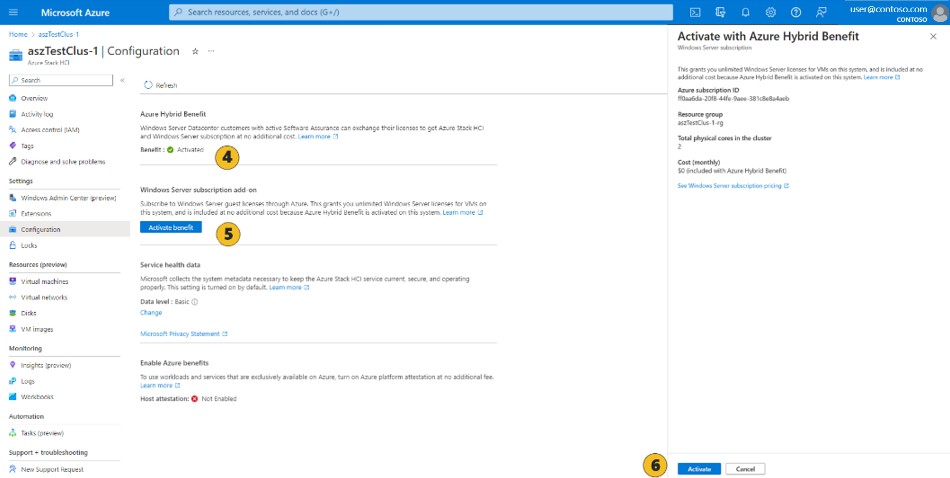 Microsoft Azure
Search resources, services, and docs (G+/)
user@contoso.com
CONTOSO
Home > aszTestClus-1
aszTestClus-1 | Configuration ☆ ···
Azure Stack HCI
Search
Overview
Activity log
Access control (IAM)
Tags
Diagnose and solve problems
Settings
Windows Admin Center (preview)
Extensions
Configuration
Locks
Resources (preview)
Virtual machines
Virtual networks
Disks
VM images
Monitoring
Insights (preview)
Logs
Workbooks
Automation
Tasks (preview)
Support + troubleshooting
New Support Request
Refresh
Azure Hybrid Benefit
Windows Server Datacenter customers with active Software Assurance can exchange their licenses to get Azure Stack HCI
and Windows Server subscription at no additional cost. Learn more
Benefit : Activated
4
Windows Server subscription add-on
Subscribe to Windows Server guest licenses through Azure. This grants you unlimited Windows Server licenses for VMs on
this system, and is included at no additional cost because Azure Hybrid Benefit is activated on this system. Learn more
Activate benefit
5
Service health data
Microsoft collects the system metadata necessary to keep the Azure Stack HCI service current, secure, and operating
properly. This setting is turned on by default. Learn more
Data level : Basic
Change
Microsoft Privacy Statement
Enable Azure benefits
To use workloads and services that are exclusively available on Azure, turn on Azure platform attestation at no additional fee.
Learn more
Host attestation: Not Enabled
Activate with Azure Hybrid Benefit
Windows Server subscription
This grants you unlimited Windows Server licenses for VMs on this system, and is included at no
additional cost because Azure Hybrid Benefit is activated on this system. Learn more
Azure subscription ID
ff0aa6da-20f8-44fe-9aee-381c8e8a4aeb
Resource group
aszTestClus-1-rg
Total physical cores in the cluster
2
Cost (monthly)
$0 (included with Azure Hybrid Benefit)
See Windows Server subscription pricing
6
Activate
Cancel